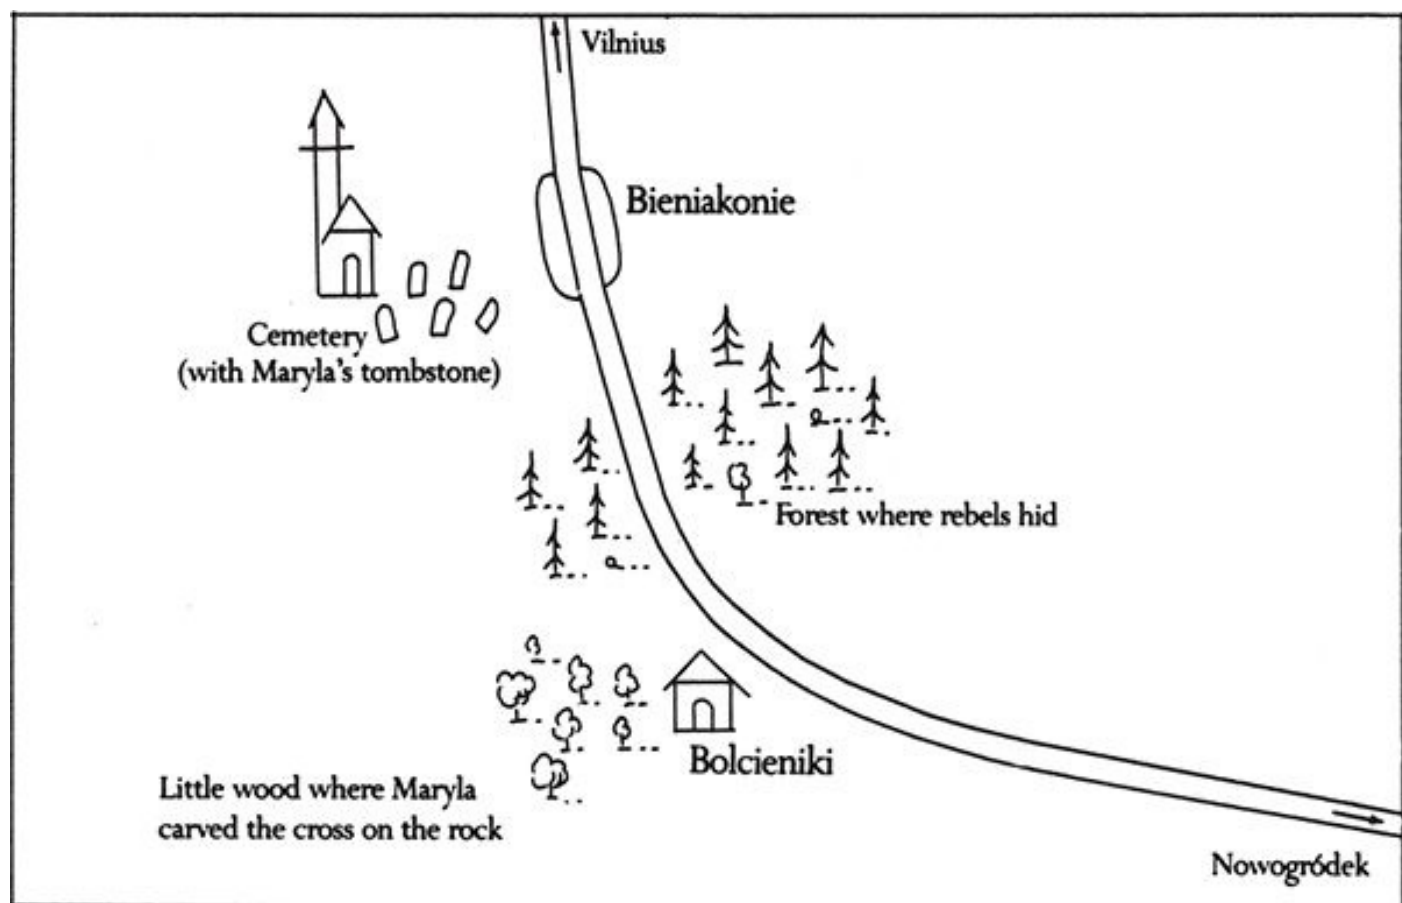 Vilnius
Bieniakonie
Cemetery
(with Maryla's tombstone)
Forest where rebels hid
Bolcieniki
Little wood where Maryla
carved the cross on the rock
Nowogródek